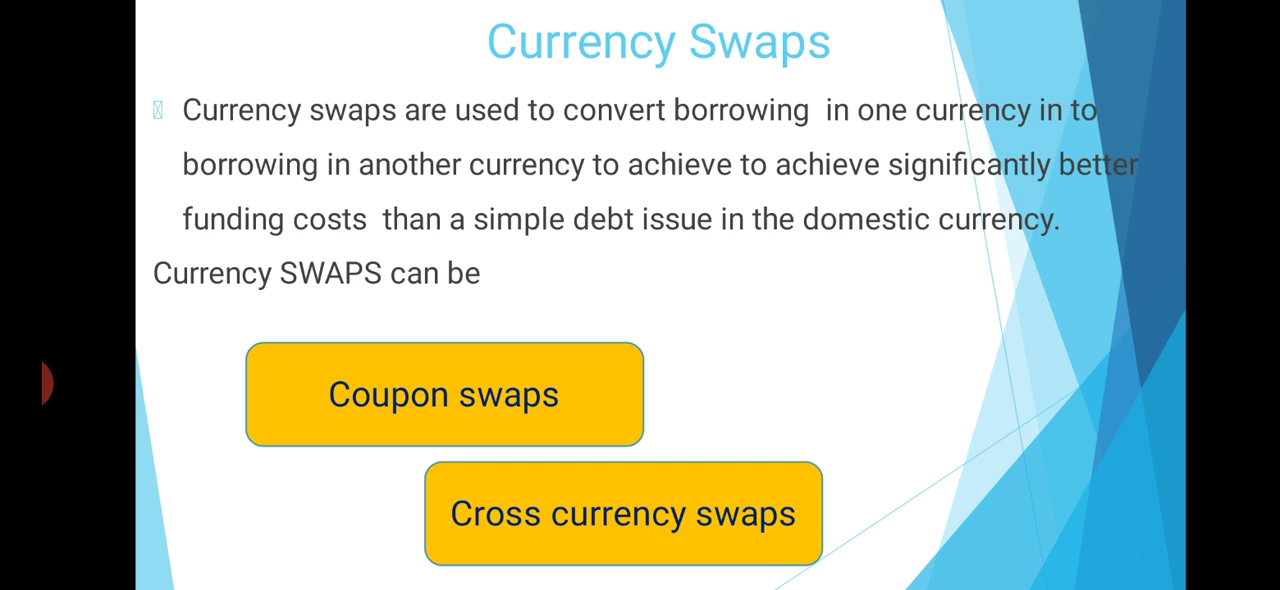 Currency Swaps
Currency swaps are used to convert borrowing in one currency in to
borrowing in another currency to achieve to achieve significantly better
funding costs than a simple debt issue in the domestic currency.
Currency SWAPS can be
Coupon swaps
Cross currency swaps